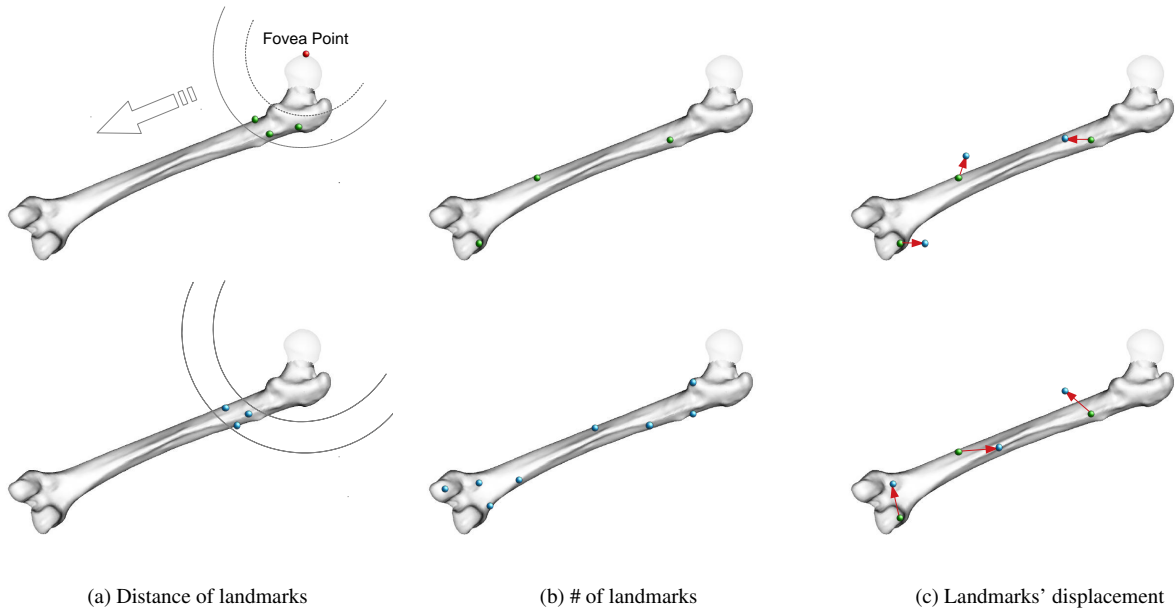 Fovea Point
(a) Distance of landmarks
(b) # of landmarks
(c) Landmarks’ displacement